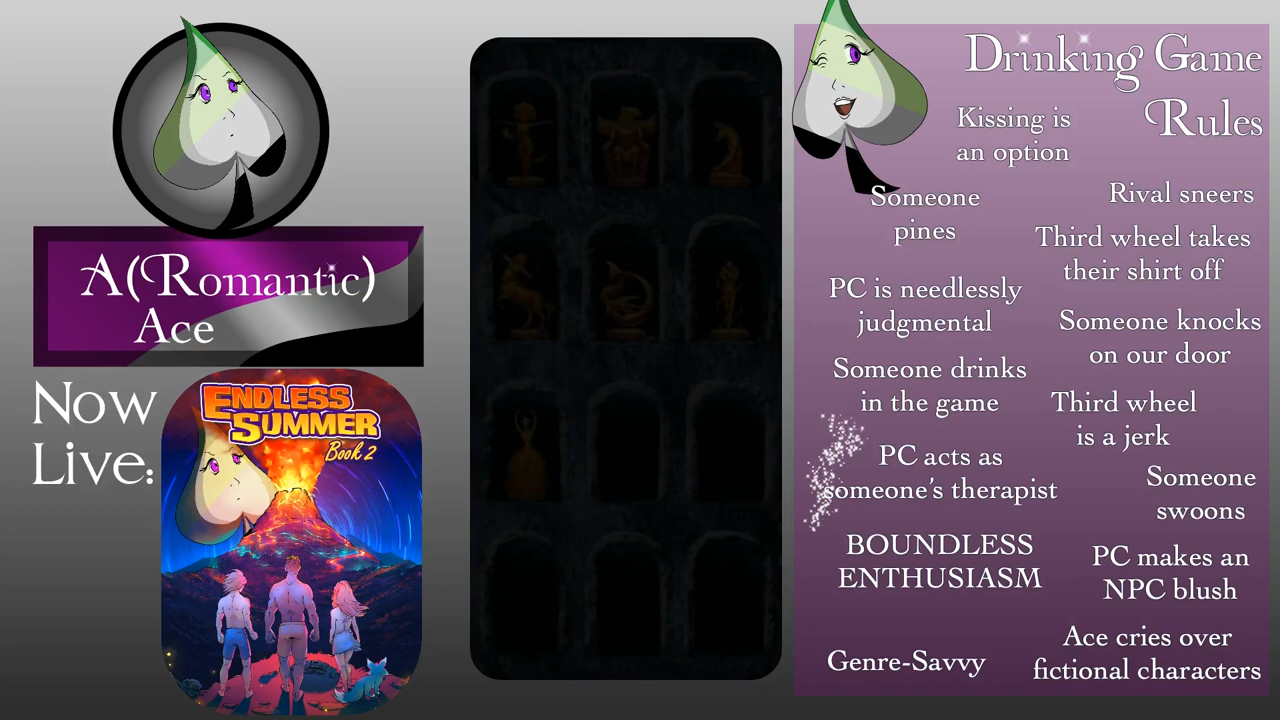 A(Romantic)
Ace
Now
Live:
ENDLESS
SUMMER
Book 2
Drinking Game
Rules
Kissing is
an option
Someone
pines
Rival sneers
Third wheel takes
their shirt off
PC is needlessly
judgmental
Someone knocks
on our door
Someone drinks
in the game
Third wheel
is a jerk
PC acts as
someone's therapist
Someone
swoons
BOUNDLESS
ENTHUSIASM
PC makes an
NPC blush
Genre-Savvy
Ace cries over
fictional characters